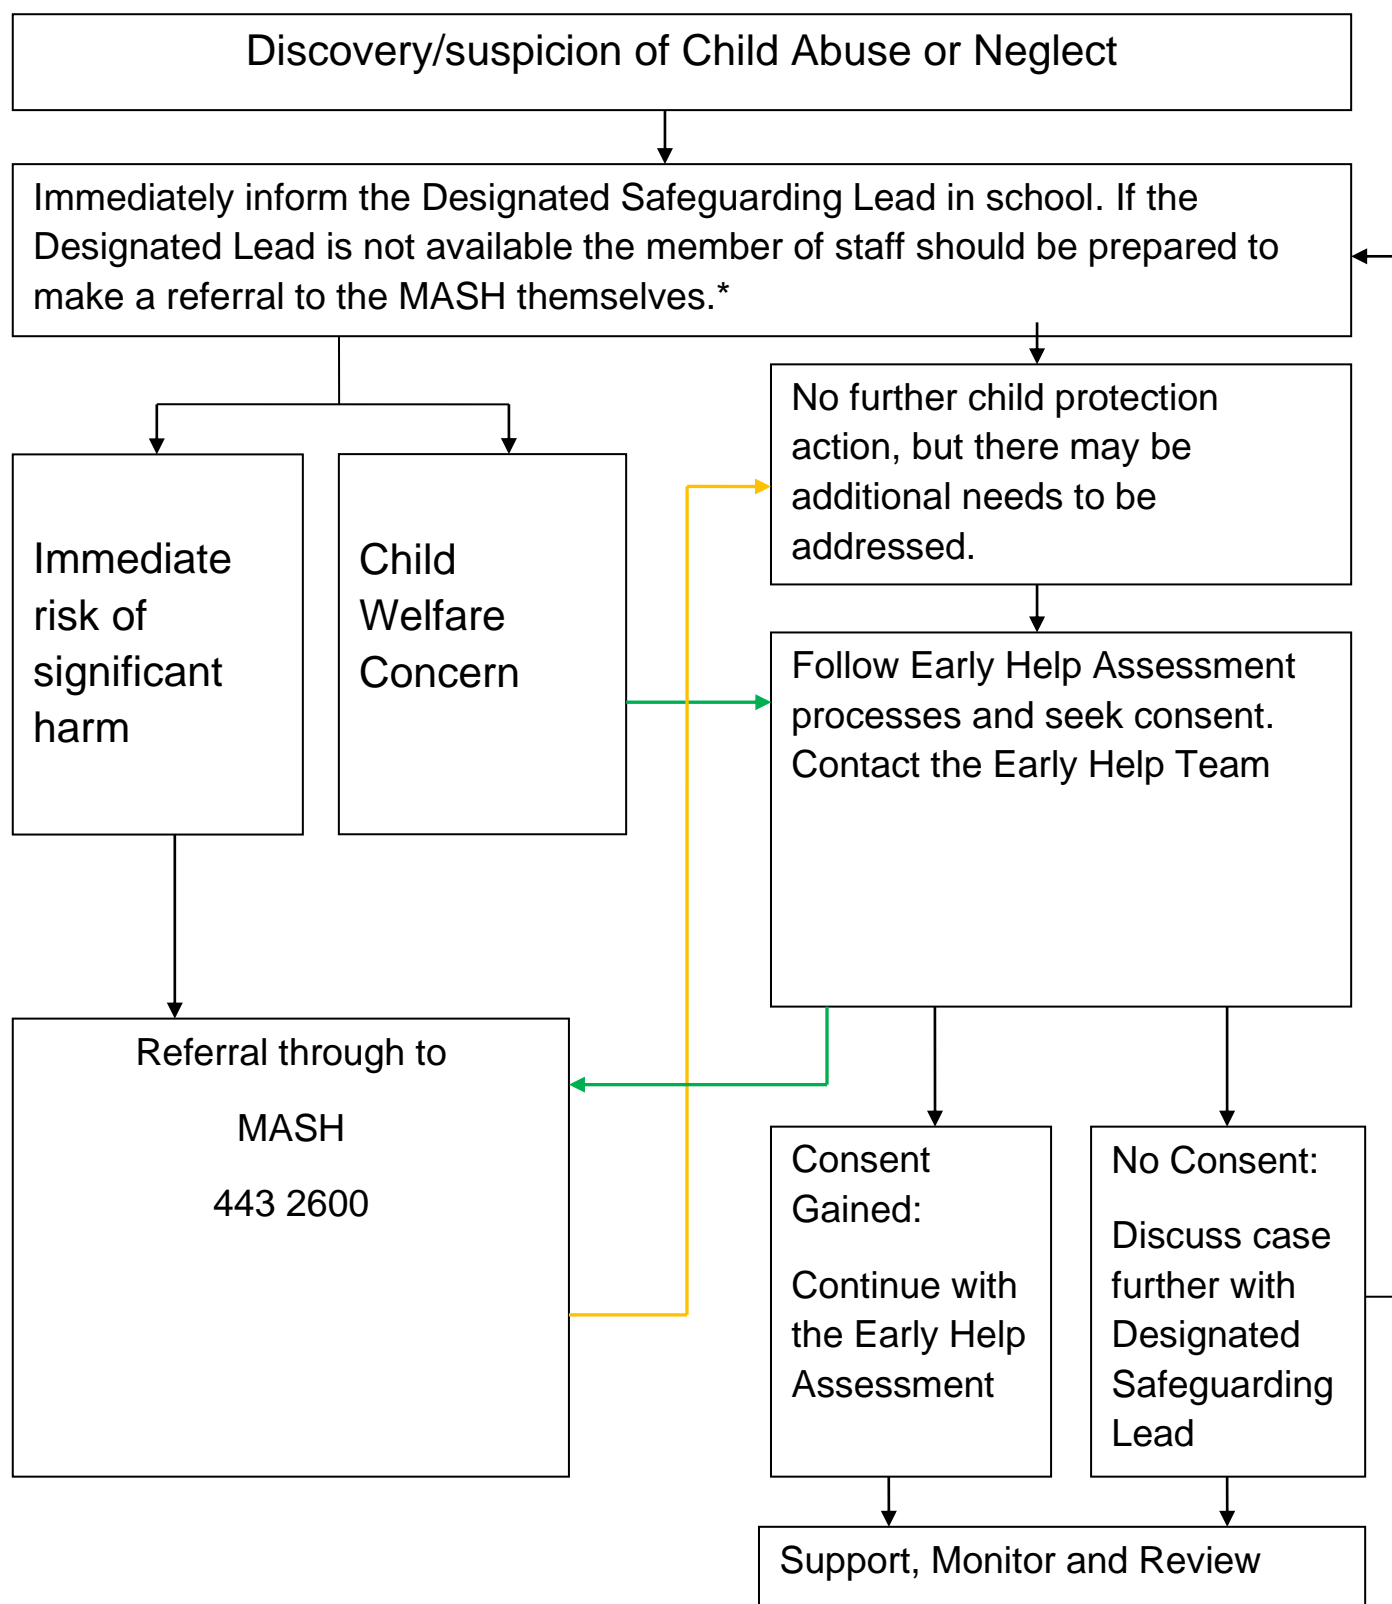 Discovery/suspicion of Child Abuse or Neglect
Immediately inform the Designated Safeguarding Lead in school. If the
Designated Lead is not available the member of staff should be prepared to
make a referral to the MASH themselves.*
No further child protection
action, but there may be
additional needs to be
addressed.
Immediate
risk of
significant
harm
Child
Welfare
Concern
Follow Early Help Assessment
processes and seek consent.
Contact the Early Help Team
Referral through to
MASH
443 2600
Consent
Gained:
Continue with
the Early Help
Assessment
No Consent:
Discuss case
further with
Designated
Safeguarding
Lead
Support, Monitor and Review